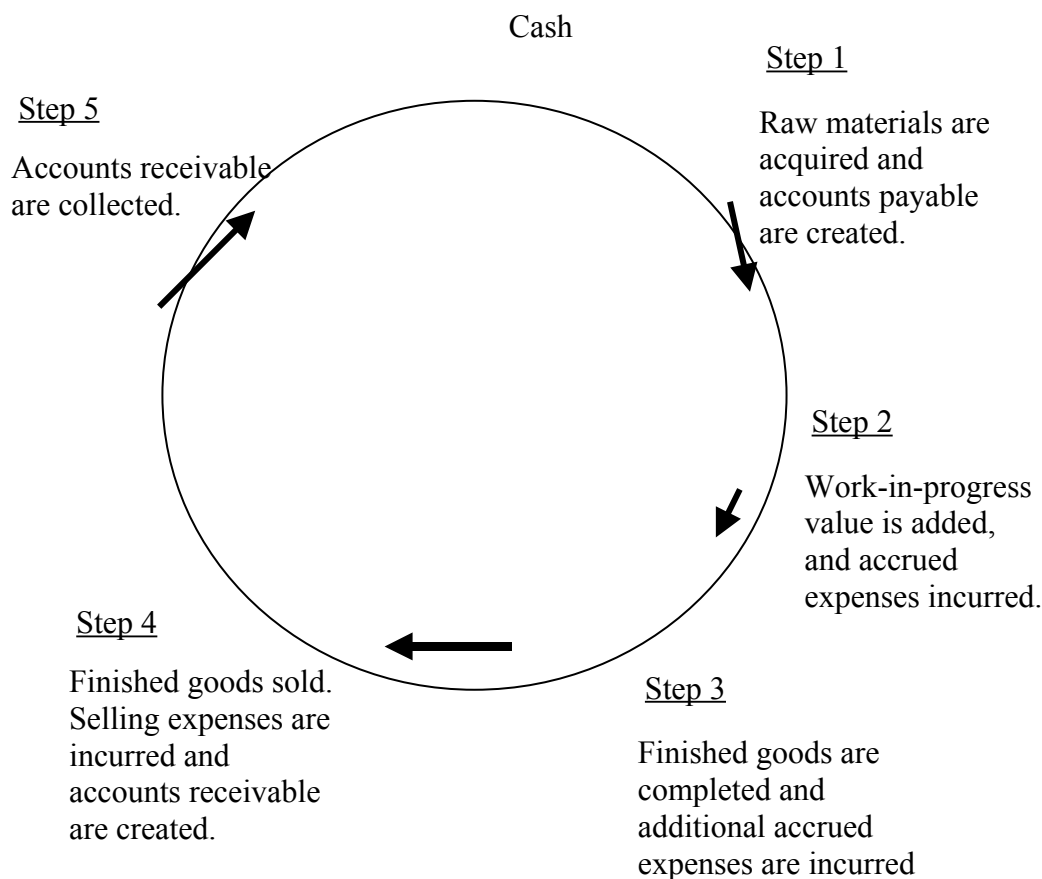 Cash
Step 1
Raw materials are
acquired and
accounts payable
are created.
Step 2
Work-in-progress
value is added,
and accrued
expenses incurred.
Step 3
Finished goods are
completed and
additional accrued
expenses are incurred
Step 4
Finished goods sold.
Selling expenses are
incurred and
accounts receivable
are created.
Step 5
Accounts receivable
are collected.